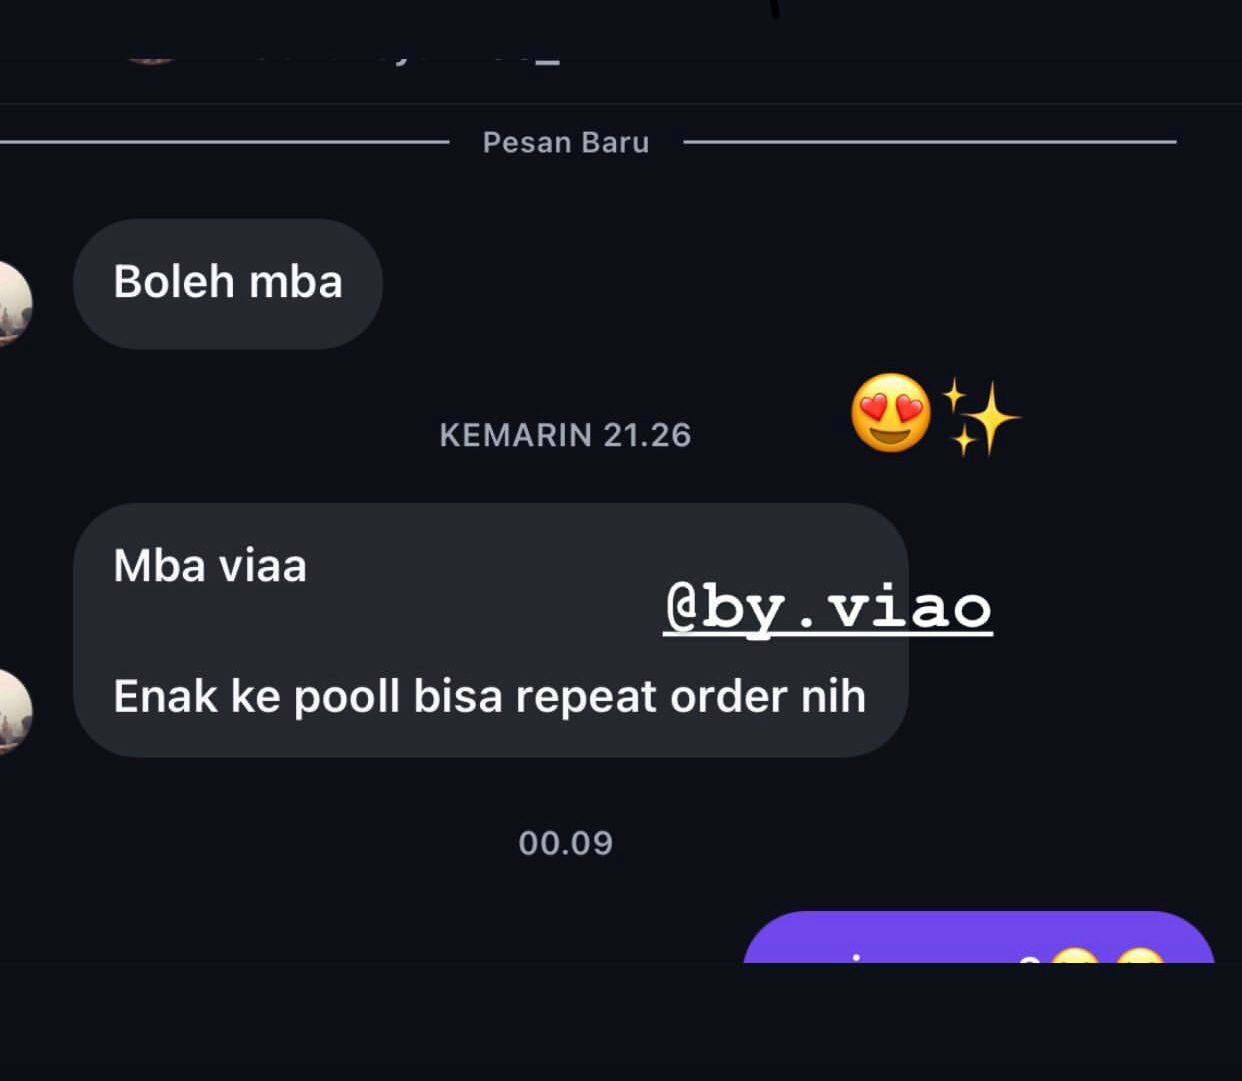 Pesan Baru
Boleh mba
KEMARIN 21.26
😍✨
Mba viaa
@by.viao
Enak ke pooll bisa repeat order nih
00.09